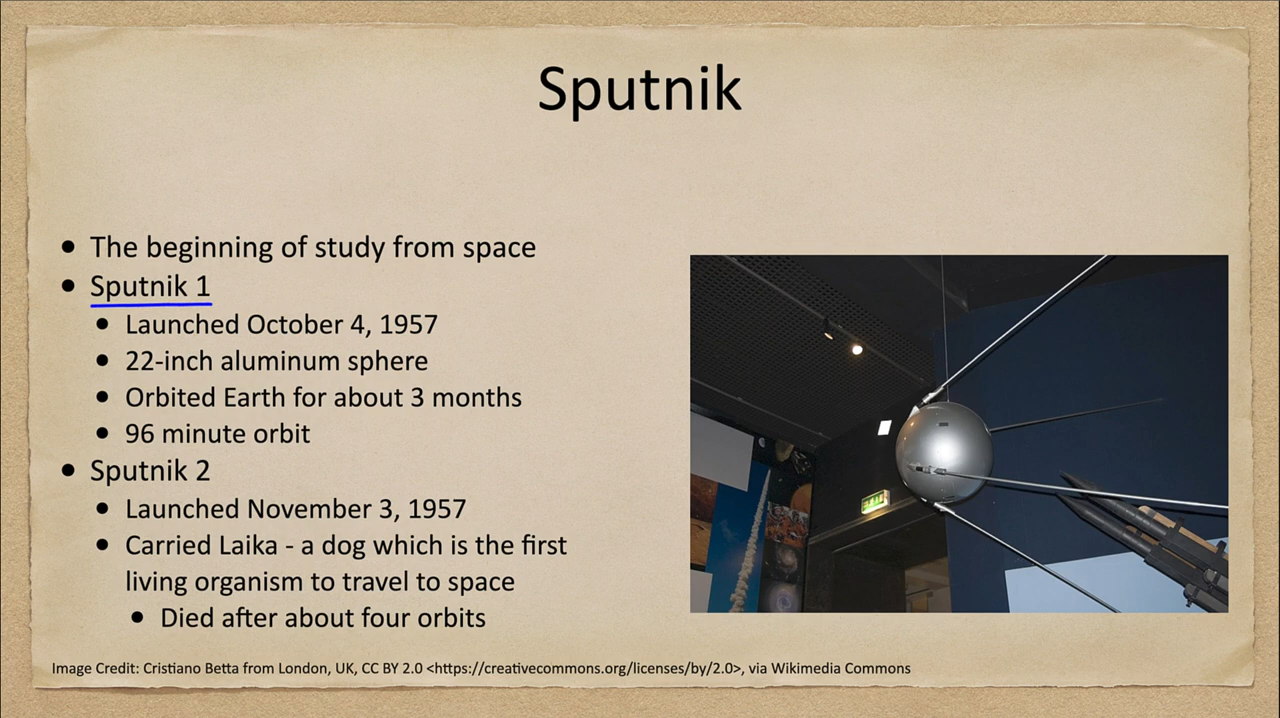 Sputnik
• The beginning of study from space
• Sputnik 1
• Launched October 4, 1957
• 22-inch aluminum sphere
• Orbited Earth for about 3 months
• 96 minute orbit
• Sputnik 2
• Launched November 3, 1957
• Carried Laika - a dog which is the first
living organism to travel to space
• Died after about four orbits
Image Credit: Cristiano Betta from London, UK, CC BY 2.0 <https://creativecommons.org/licenses/by/2.0>, via Wikimedia Commons